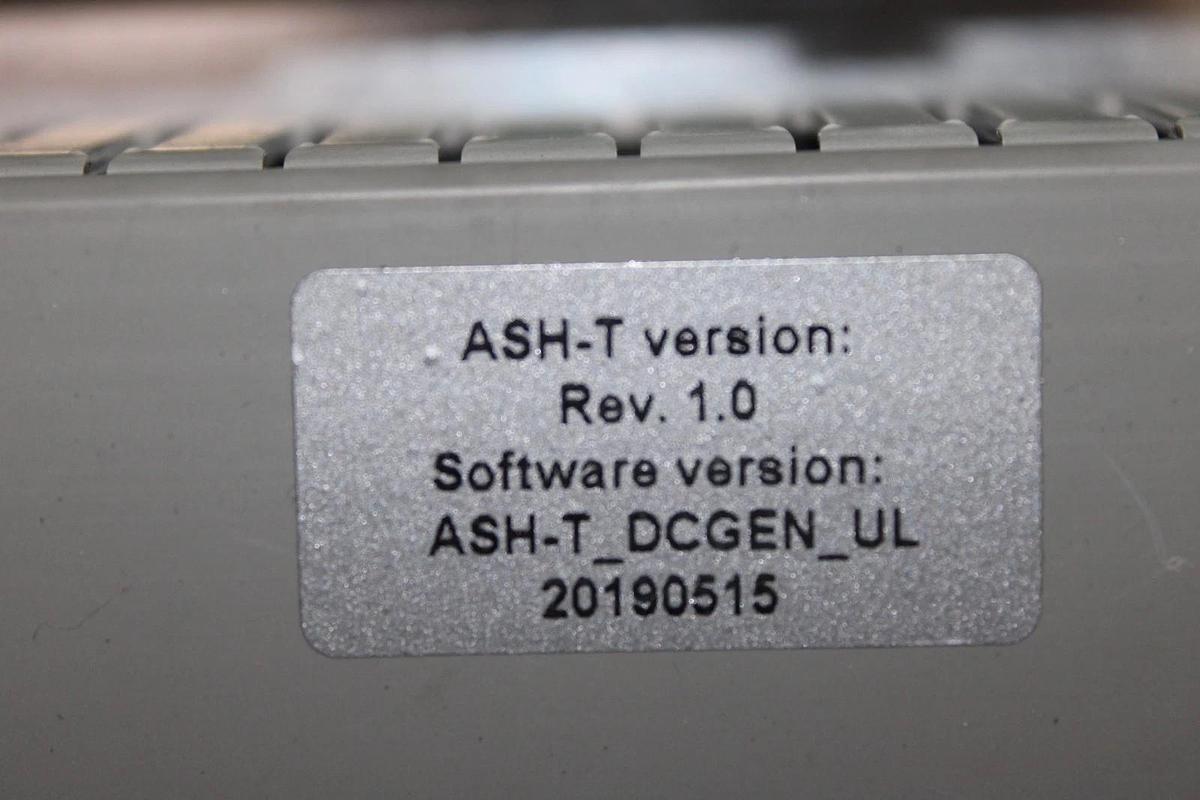 ASH-T version:
Rev. 1.0
Software version:
ASH-T_DCGEN_UL
20190515